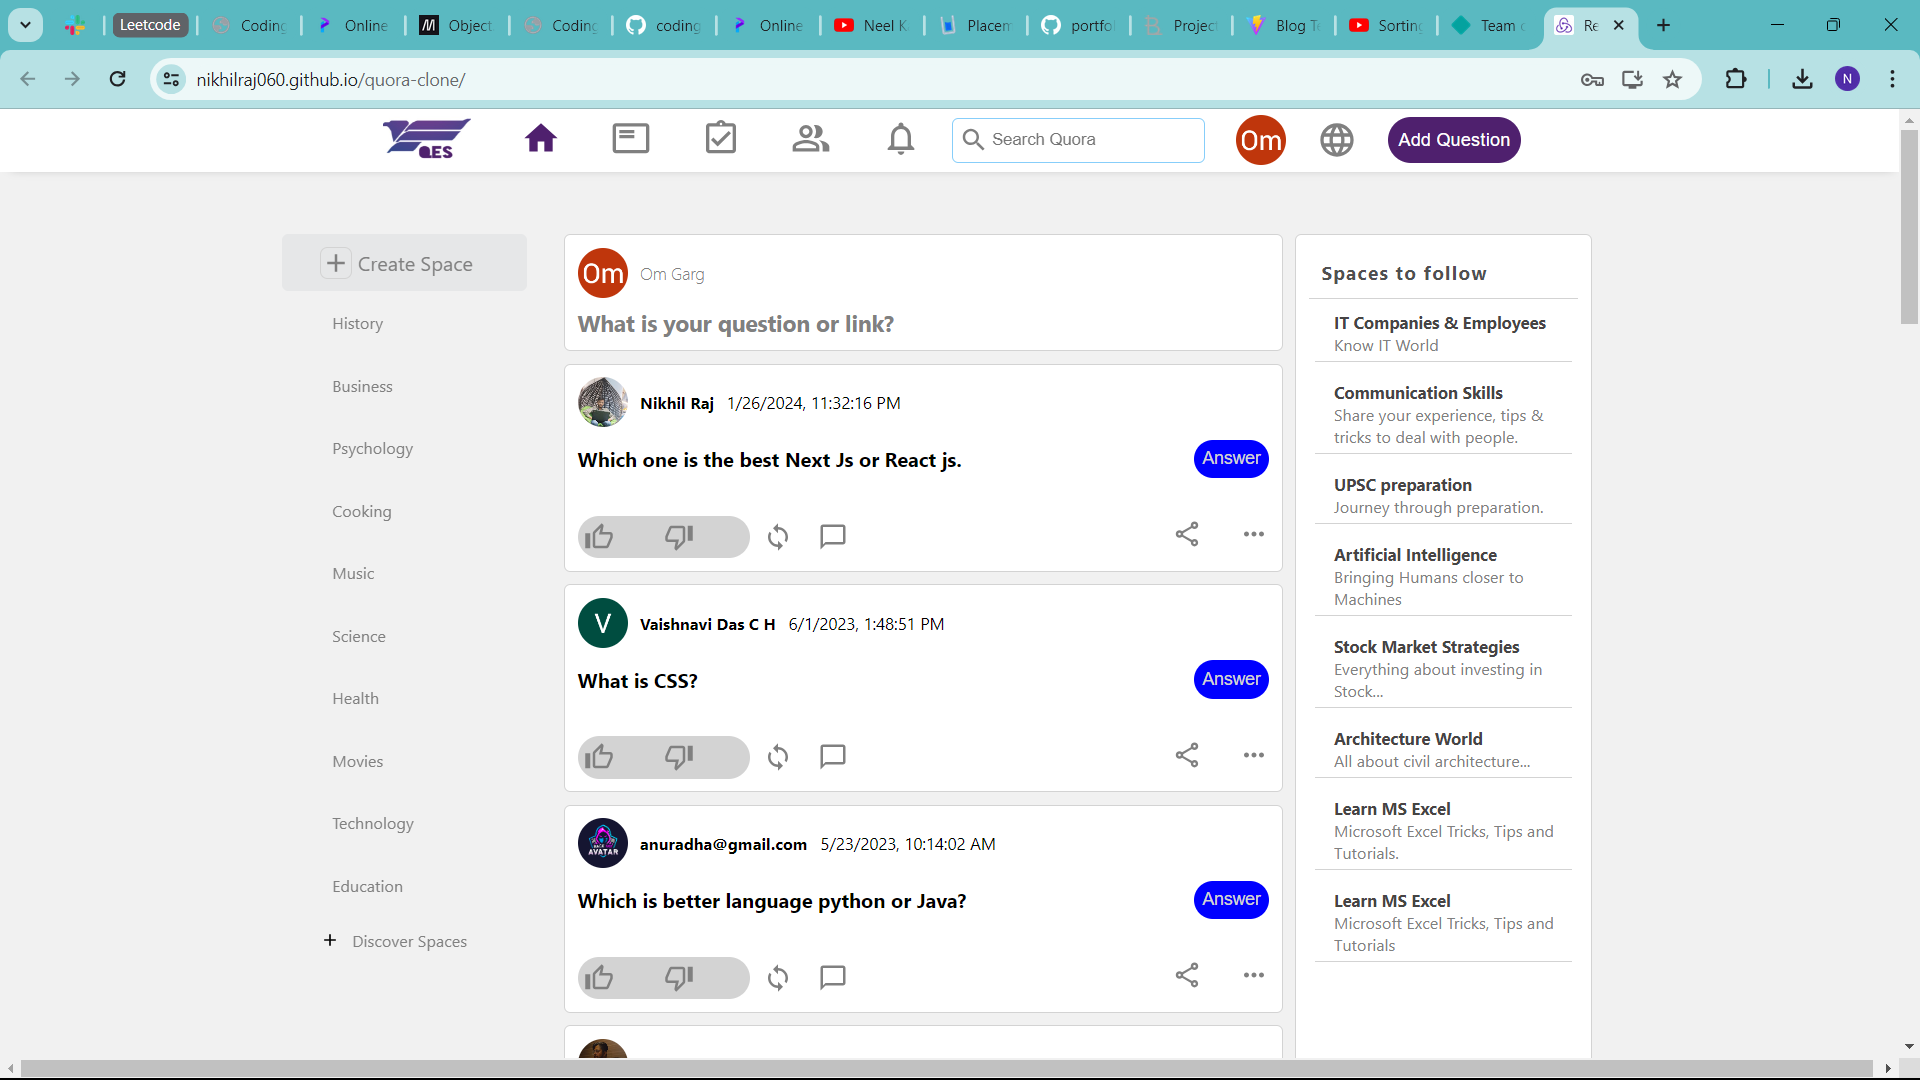 Leetcode
Coding
Online
Object
Coding
coding
Online
Neel K
Placem
portfo
Project
Blog Te
Sorting
Team c
Re
nikhilraj060.github.io/quora-clone/
N
QES
Search Quora
Om
Add Question
Create Space
History
Business
Psychology
Cooking
Music
Science
Health
Movies
Technology
Education
Discover Spaces
Om
Om Garg
What is your question or link?
Nikhil Raj 1/26/2024, 11:32:16 PM
Which one is the best Next Js or React js.
Answer
V
Vaishnavi Das C H 6/1/2023, 1:48:51 PM
What is CSS?
Answer
AVATAR
anuradha@gmail.com 5/23/2023, 10:14:02 AM
Which is better language python or Java?
Answer
Spaces to follow
IT Companies & Employees
Know IT World
Communication Skills
Share your experience, tips &
tricks to deal with people.
UPSC preparation
Journey through preparation.
Artificial Intelligence
Bringing Humans closer to
Machines
Stock Market Strategies
Everything about investing in
Stock...
Architecture World
All about civil architecture...
Learn MS Excel
Microsoft Excel Tricks, Tips and
Tutorials.
Learn MS Excel
Microsoft Excel Tricks, Tips and
Tutorials